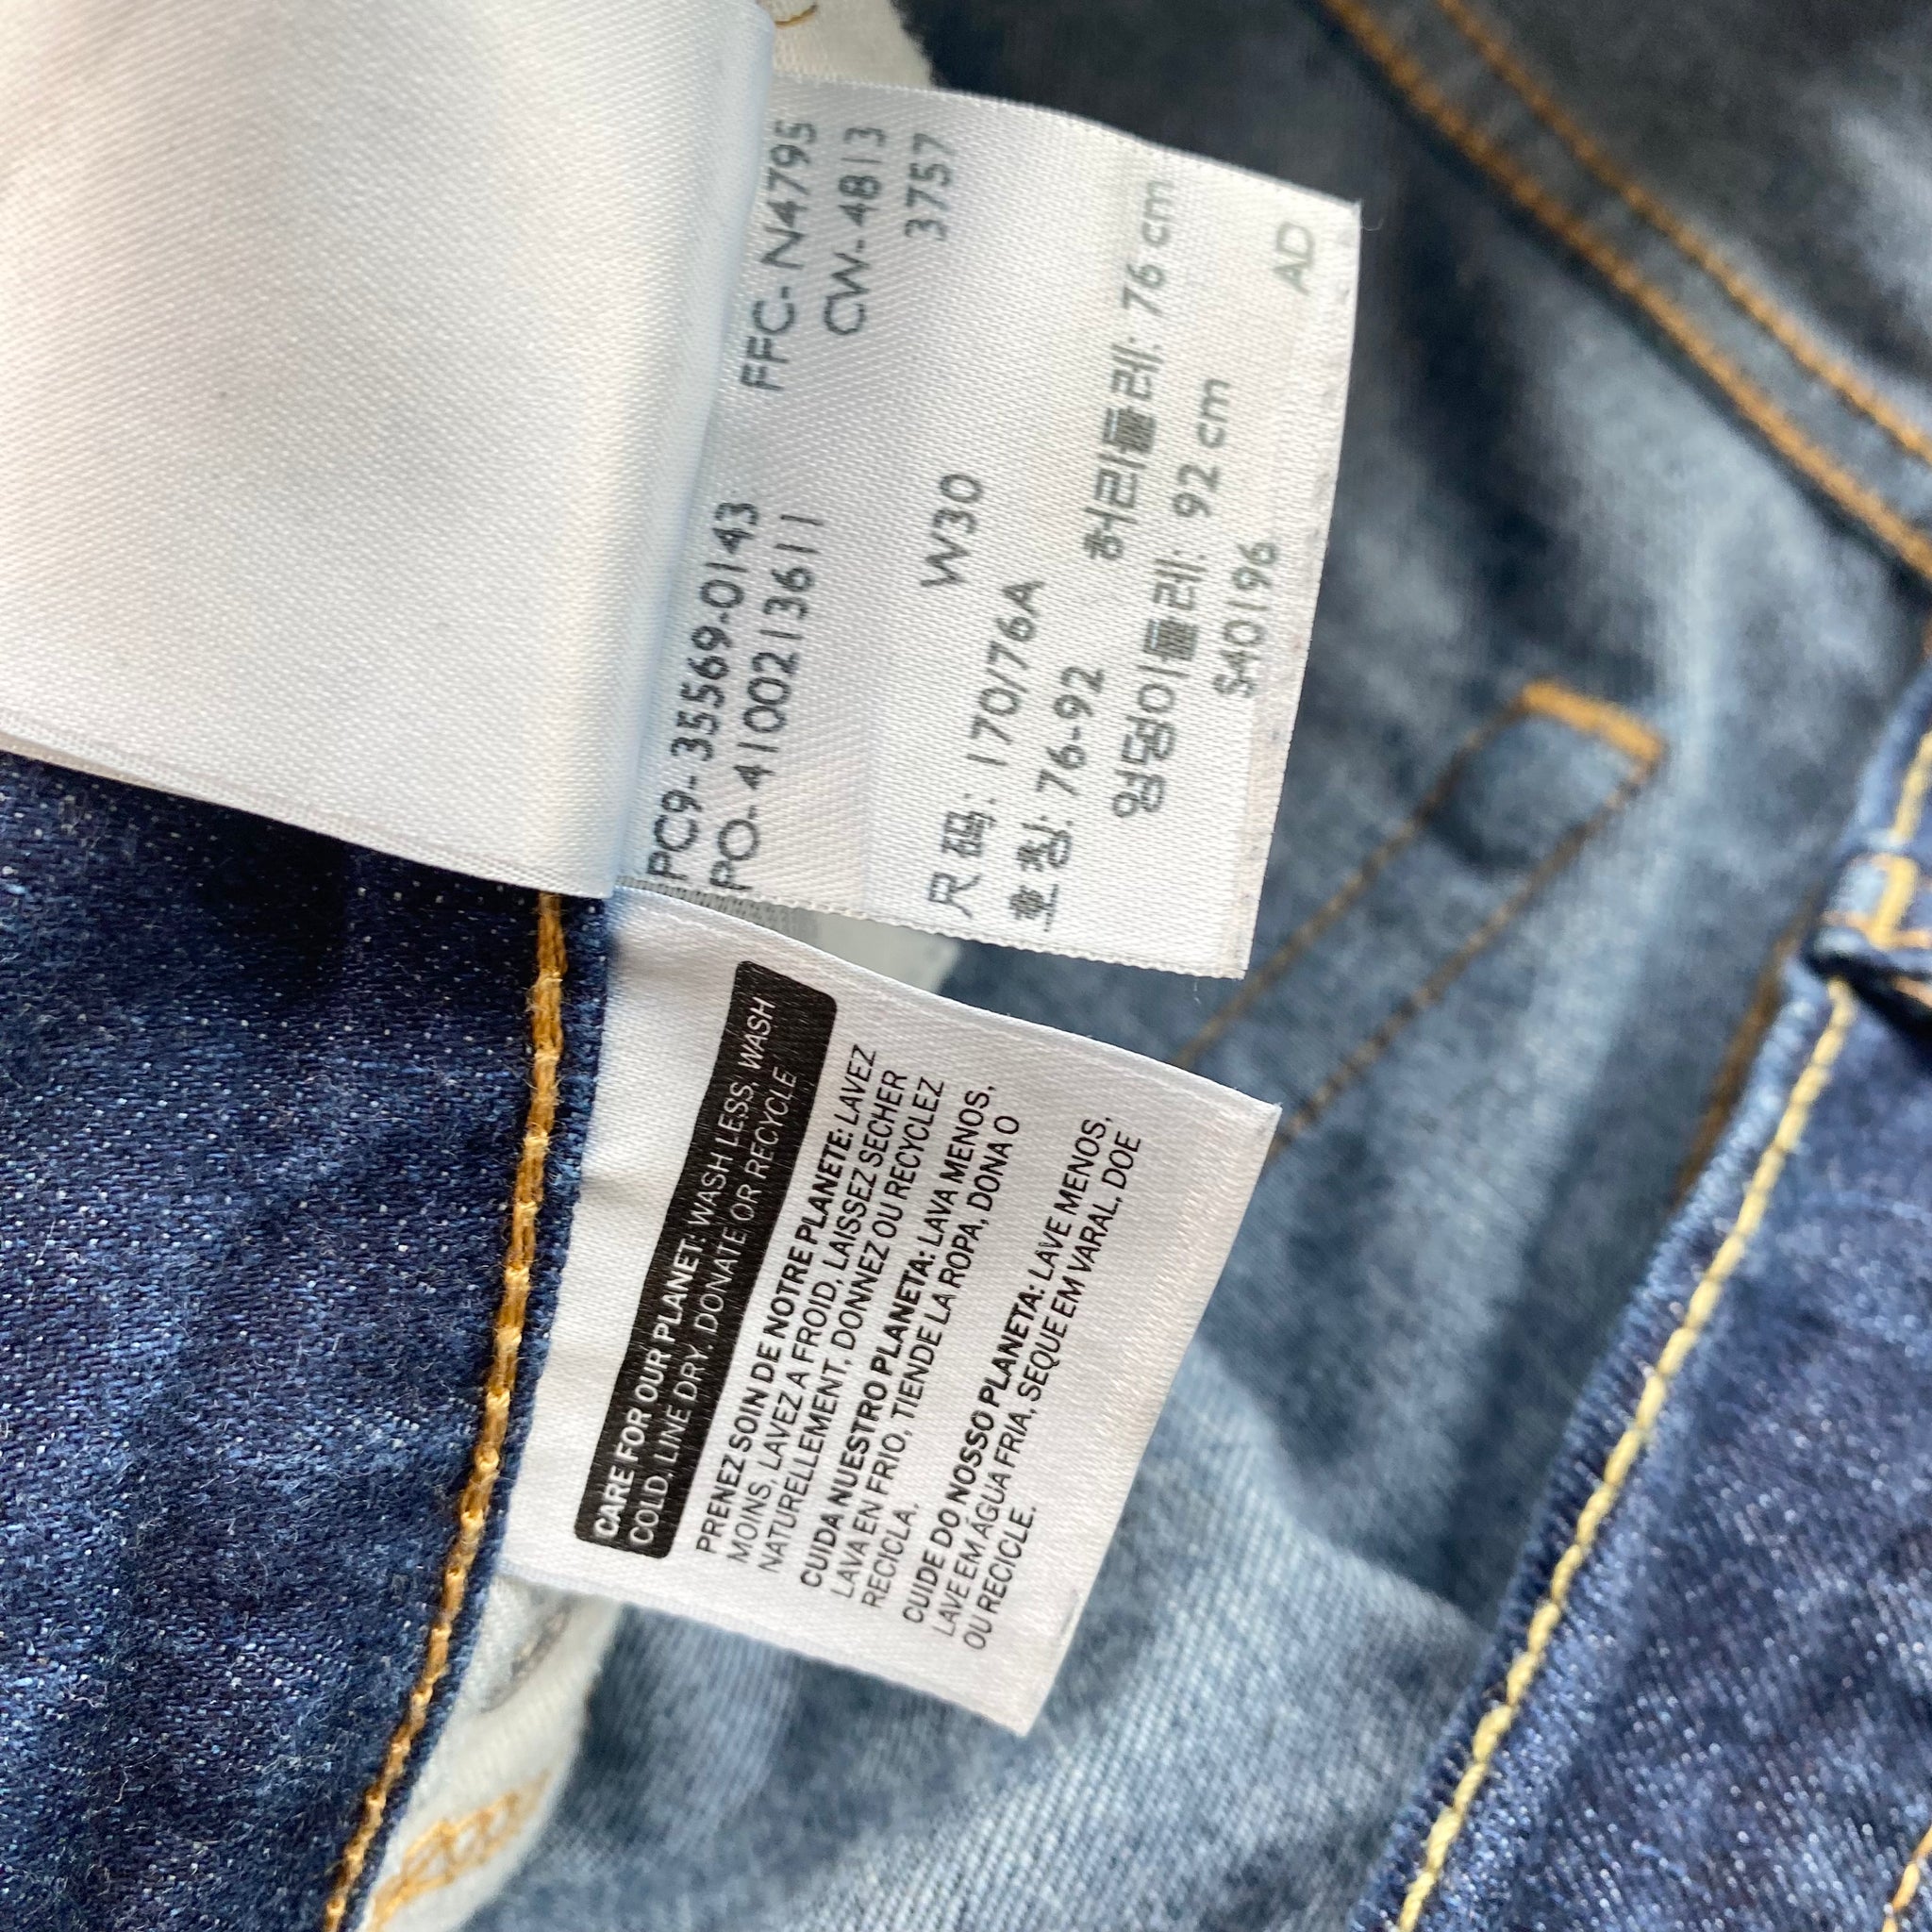 PC9-35569-0143 FFC-N4795
PO-4100213611 CW-4813
3757
W30
尺码: 170/76A
호칭: 76-92 허리둘레: 76 cm
엉덩이둘레: 92 cm
S40196 AD
CARE FOR OUR PLANET: WASH LESS, WASH
COLD, LINE DRY, DONATE OR RECYCLE
PRENEZ SOIN DE NOTRE PLANETE: LAVEZ
MOINS, LAVEZ A FROID, LAISSEZ SECHER
NATURELLEMENT, DONNEZ OU RECYCLEZ
CUIDA NUESTRO PLANETA: LAVA MENOS,
LAVA EN FRIO, TIENDE LA ROPA, DONA O
RECICLA.
CUIDE DO NOSSO PLANETA: LAVE MENOS,
LAVE EM ÁGUA FRIA, SEQUE EM VARAL, DOE
OU RECICLE.